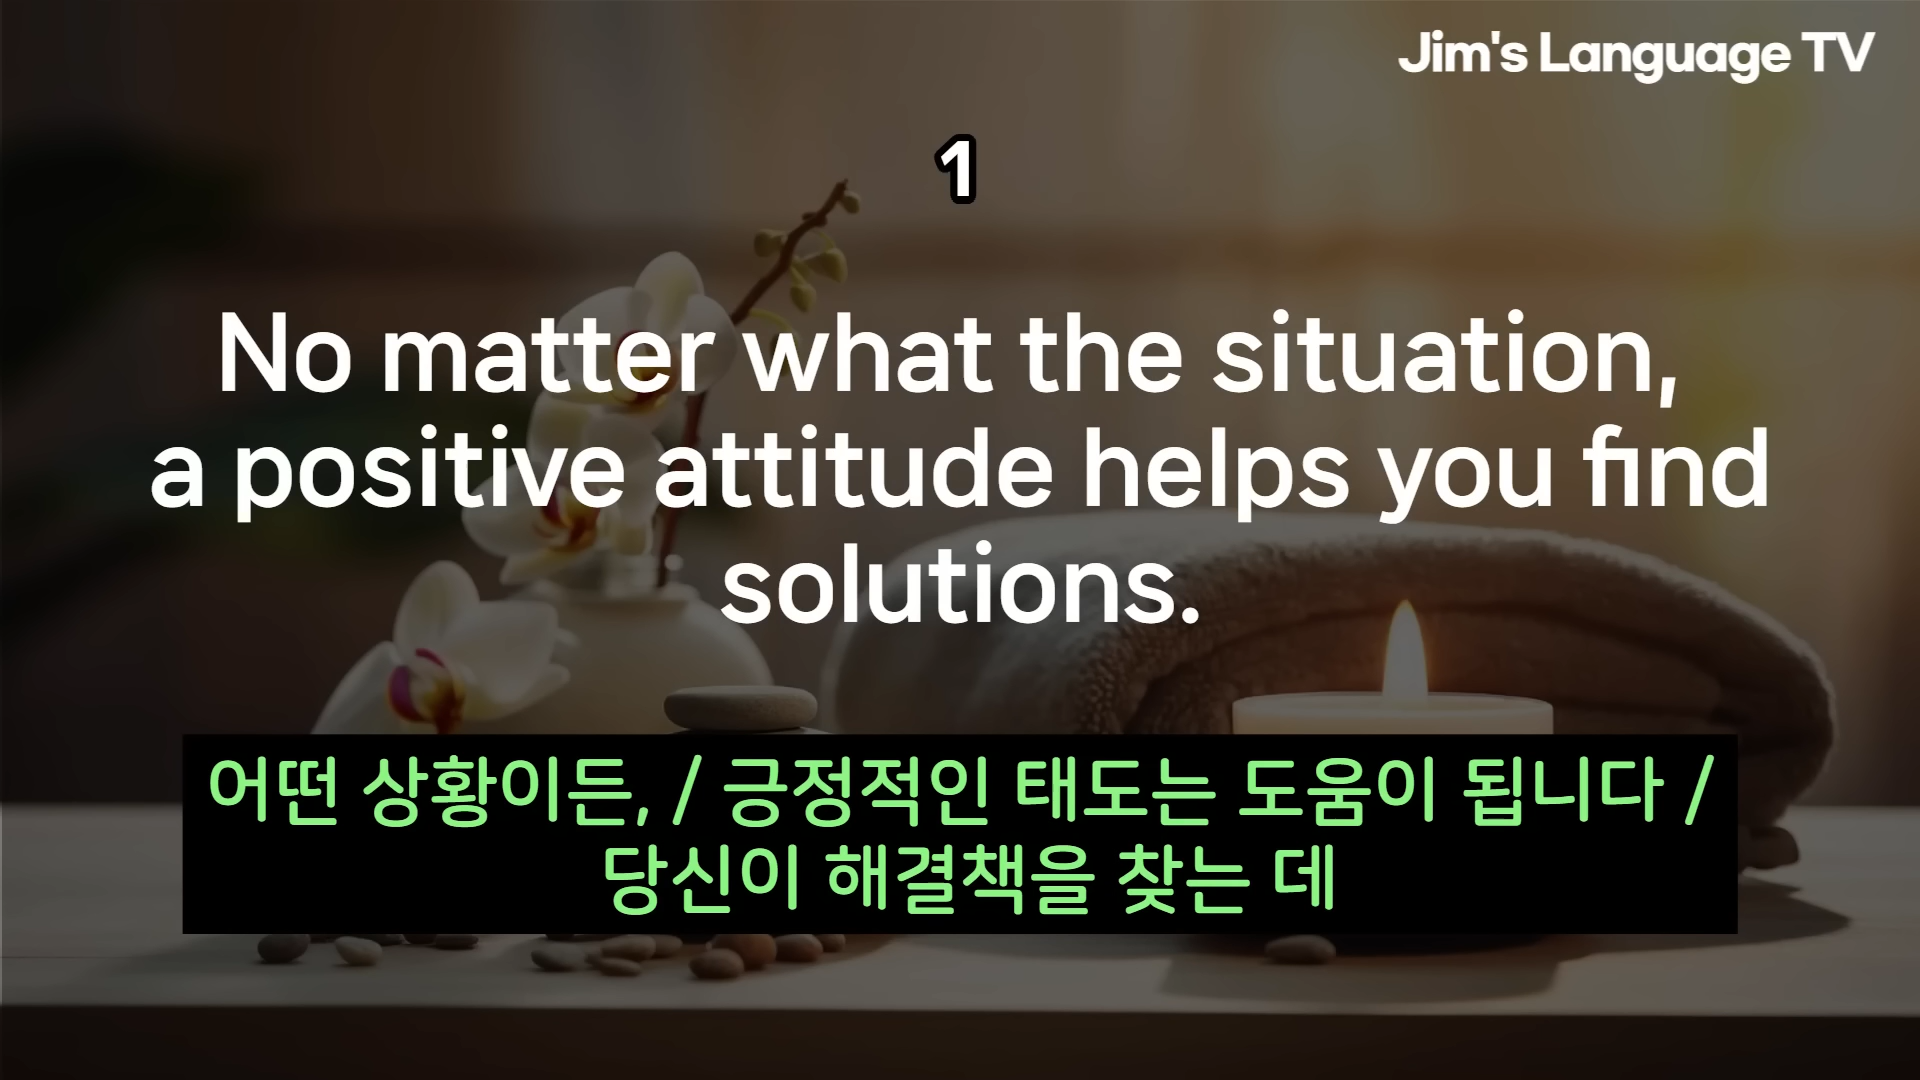 Jim's Language TV
1
No matter what the situation,
a positive attitude helps you find
solutions.
어떤 상황이든, / 긍정적인 태도는 도움이 됩니다 /
당신이 해결책을 찾는 데